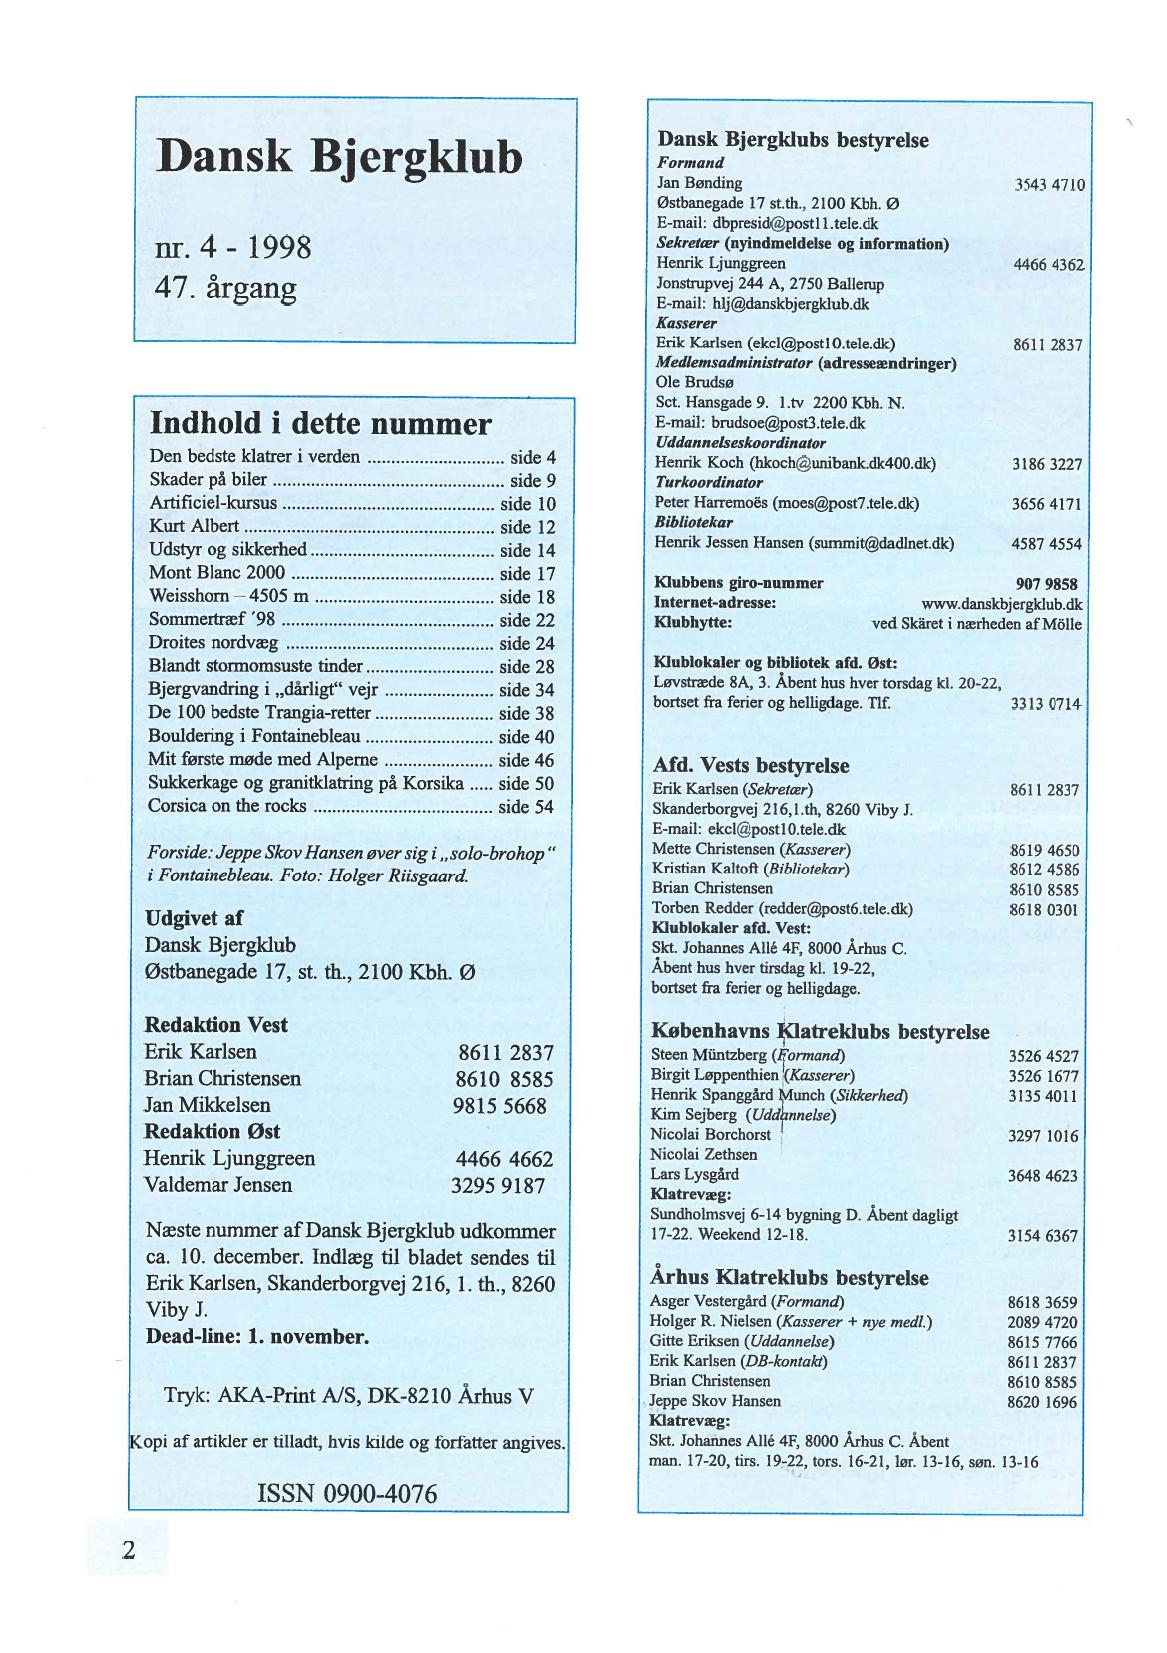 Dansk Bjergklub
nr. 4 - 1998
47. årgang
Indhold i dette nummer
Den bedste klatrer i verden ............................. side 4
Skader på biler ................................................. side 9
Artificiel-kursus ............................................. side 10
Kurt Albert ..................................................... side 12
Udstyr og sikkerhed ....................................... side 14
Mont Blanc 2000 ........................................... side 17
Weisshorn – 4505 m ...................................... side 18
Sommertræf '98 ............................................. side 22
Droites nordvæg ............................................ side 24
Blandt stormomsuste tinder ........................... side 28
Bjergvandring i „dårligt“ vejr ....................... side 34
De 100 bedste Trangia-retter ......................... side 38
Bouldering i Fontainebleau ........................... side 40
Mit første møde med Alperne ....................... side 46
Sukkerkage og granitklatring på Korsika ..... side 50
Corsica on the rocks ...................................... side 54
Forside: Jeppe Skov Hansen øver sig i „solo-brohop“
i Fontainebleau. Foto: Holger Riisgaard.
Udgivet af
Dansk Bjergklub
Østbanegade 17, st. th., 2100 Kbh. Ø
Redaktion Vest
Erik Karlsen 8611 2837
Brian Christensen 8610 8585
Jan Mikkelsen 9815 5668
Redaktion Øst
Henrik Ljunggreen 4466 4662
Valdemar Jensen 3295 9187
Næste nummer af Dansk Bjergklub udkommer
ca. 10. december. Indlæg til bladet sendes til
Erik Karlsen, Skanderborgvej 216, 1. th., 8260
Viby J.
Dead-line: 1. november.
Tryk: AKA-Print A/S, DK-8210 Århus V
Kopi af artikler er tilladt, hvis kilde og forfatter angives.
ISSN 0900-4076
2
Dansk Bjergklubs bestyrelse
Formand
Jan Bønding 3543 4710
Østbanegade 17 st.th., 2100 Kbh. Ø
E-mail: dbpresid@post11.tele.dk
Sekretær (nyindmeldelse og information)
Henrik Ljunggreen 4466 4362
Jonstrupvej 244 A, 2750 Ballerup
E-mail: hlj@danskbjergklub.dk
Kasserer
Erik Karlsen (ekcl@post10.tele.dk) 8611 2837
Medlemsadministrator (adresseændringer)
Ole Brudsø
Sct. Hansgade 9. 1.tv 2200 Kbh. N.
E-mail: brudsoe@post3.tele.dk
Uddannelseskoordinator
Henrik Koch (hkoch@unibank.dk400.dk) 3186 3227
Turkoordinator
Peter Harremoës (moes@post7.tele.dk) 3656 4171
Bibliotekar
Henrik Jessen Hansen (summit@dadlnet.dk) 4587 4554
Klubbens giro-nummer 907 9858
Internet-adresse: www.danskbjergklub.dk
Klubhytte: ved Skäret i nærheden af Mölle
Klublokaler og bibliotek afd. Øst:
Løvstræde 8A, 3. Åbent hus hver torsdag kl. 20-22,
bortset fra ferier og helligdage. Tlf. 3313 0714
Afd. Vests bestyrelse
Erik Karlsen (Sekretær) 8611 2837
Skanderborgvej 216,1.th, 8260 Viby J.
E-mail: ekcl@post10.tele.dk
Mette Christensen (Kasserer) 8619 4650
Kristian Kaltoft (Bibliotekar) 8612 4586
Brian Christensen 8610 8585
Torben Redder (redder@post6.tele.dk) 8618 0301
Klublokaler afd. Vest:
Skt. Johannes Allé 4F, 8000 Århus C.
Åbent hus hver tirsdag kl. 19-22,
bortset fra ferier og helligdage.
Københavns Klatreklubs bestyrelse
Steen Müntzberg (Formand) 3526 4527
Birgit Løppenthien (Kasserer) 3526 1677
Henrik Spanggård Munch (Sikkerhed) 3135 4011
Kim Sejberg (Uddannelse)
Nicolai Borchorst 3297 1016
Nicolai Zethsen
Lars Lysgård 3648 4623
Klatrevæg:
Sundholmsvej 6-14 bygning D. Åbent dagligt
17-22. Weekend 12-18. 3154 6367
Århus Klatreklubs bestyrelse
Asger Vestergård (Formand) 8618 3659
Holger R. Nielsen (Kasserer + nye medl.) 2089 4720
Gitte Eriksen (Uddannelse) 8615 7766
Erik Karlsen (DB-kontakt) 8611 2837
Brian Christensen 8610 8585
Jeppe Skov Hansen 8620 1696
Klatrevæg:
Skt. Johannes Allé 4F, 8000 Århus C. Åbent
man. 17-20, tirs. 19-22, tors. 16-21, lør. 13-16, søn. 13-16